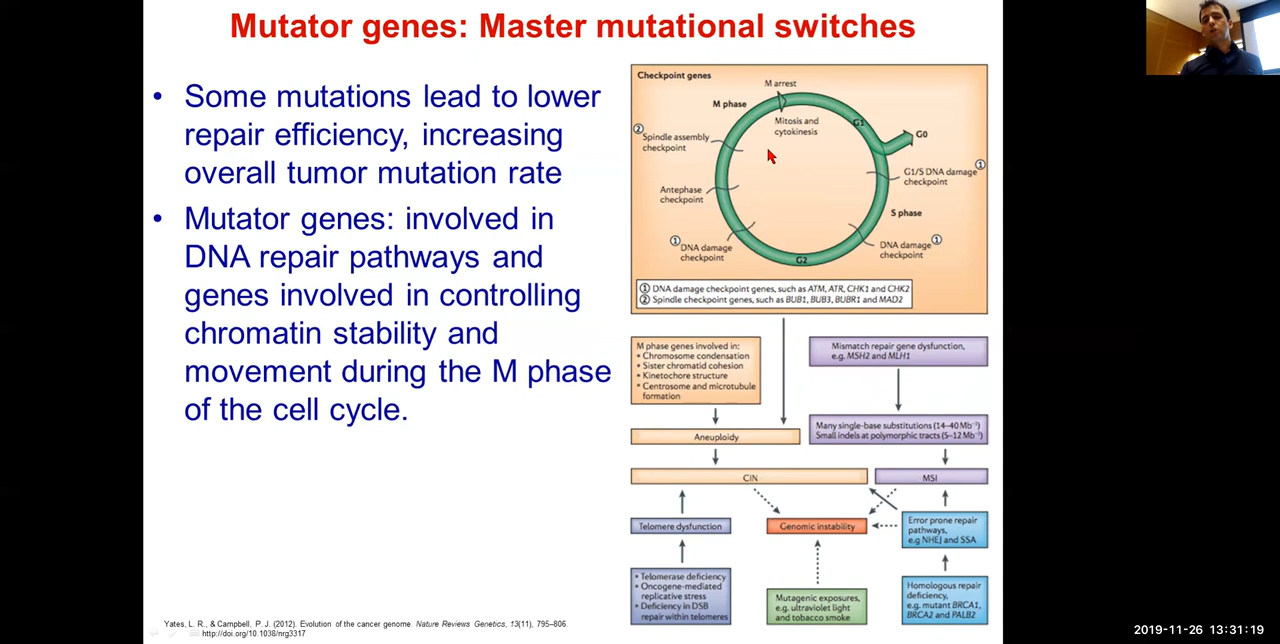 Mutator genes: Master mutational switches
• Some mutations lead to lower
repair efficiency, increasing
overall tumor mutation rate
• Mutator genes: involved in
DNA repair pathways and
genes involved in controlling
chromatin stability and
movement during the M phase
of the cell cycle.
Checkpoint genes
M arrest
M phase
Mitosis and
cytokinesis
G1
G0
② Spindle assembly
checkpoint
G1/S DNA damage ①
checkpoint
Antephase
checkpoint
S phase
① DNA damage
checkpoint
DNA damage ①
checkpoint
G2
① DNA damage checkpoint genes, such as ATM, ATR, CHK1 and CHK2
② Spindle checkpoint genes, such as BUB1, BUB3, BUBR1 and MAD2
M phase genes involved in:
• Chromosome condensation
• Sister chromatid cohesion
• Kinetochore structure
• Centrosome and microtubule
formation
Mismatch repair gene dysfunction,
e.g. MSH2 and MLH1
Aneuploidy
Many single-base substitutions (14–40 Mb⁻¹)
Small indels at polymorphic tracts (5–12 Mb⁻¹)
CIN
MSI
Telomere dysfunction
Genomic instability
Error prone repair
pathways,
e.g NHEJ and SSA
• Telomerase deficiency
• Oncogene-mediated
replicative stress
• Deficiency in DSB
repair within telomeres
Mutagenic exposures,
e.g. ultraviolet light
and tobacco smoke
Homologous repair
deficiency,
e.g. mutant BRCA1,
BRCA2 and PALB2
Yates, L. R., & Campbell, P. J. (2012). Evolution of the cancer genome. Nature Reviews Genetics, 13(11), 795–806.
http://doi.org/10.1038/nrg3317
2019-11-26 13:31:19